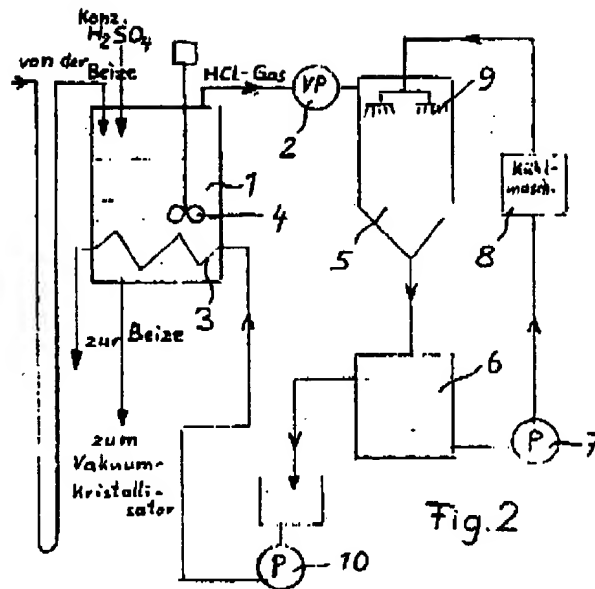 Konz.
H₂SO₄
von der
Beize
HCl-Gas
VP
2
9
1
4
Kühl-
masch.
8
5
3
zur Beize
6
zum
Vakuum-
Kristalli-
sator
P
7
P
10
Fig.2